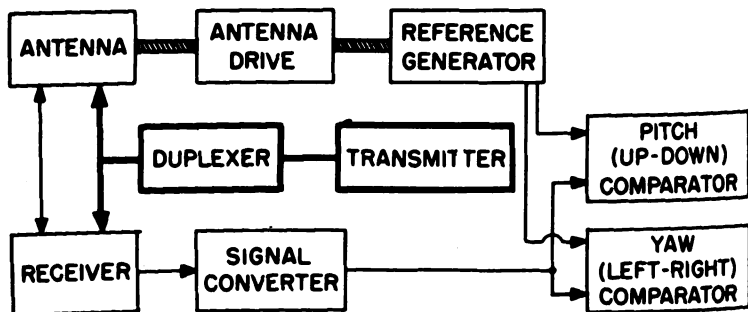 ANTENNA
ANTENNA
DRIVE
REFERENCE
GENERATOR
DUPLEXER
TRANSMITTER
PITCH
(UP-DOWN)
COMPARATOR
RECEIVER
SIGNAL
CONVERTER
YAW
(LEFT-RIGHT)
COMPARATOR